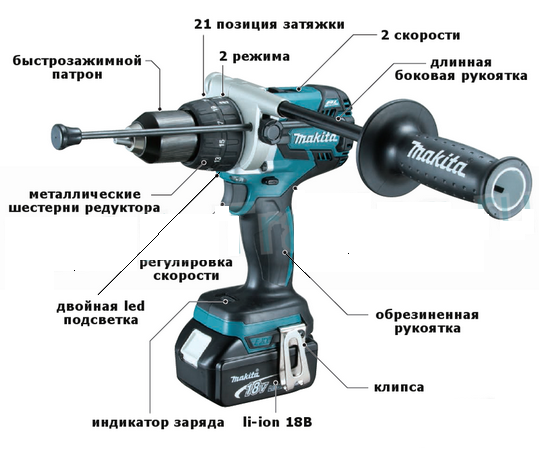 21 позиция затяжки
2 скорости
2 режима
быстрозажимной
патрон
длинная
боковая рукоятка
makita
makita
металлические
шестерни редуктора
регулировка
скорости
двойная led
подсветка
обрезиненная
рукоятка
makita
18V
клипса
индикатор заряда
li-ion 18В